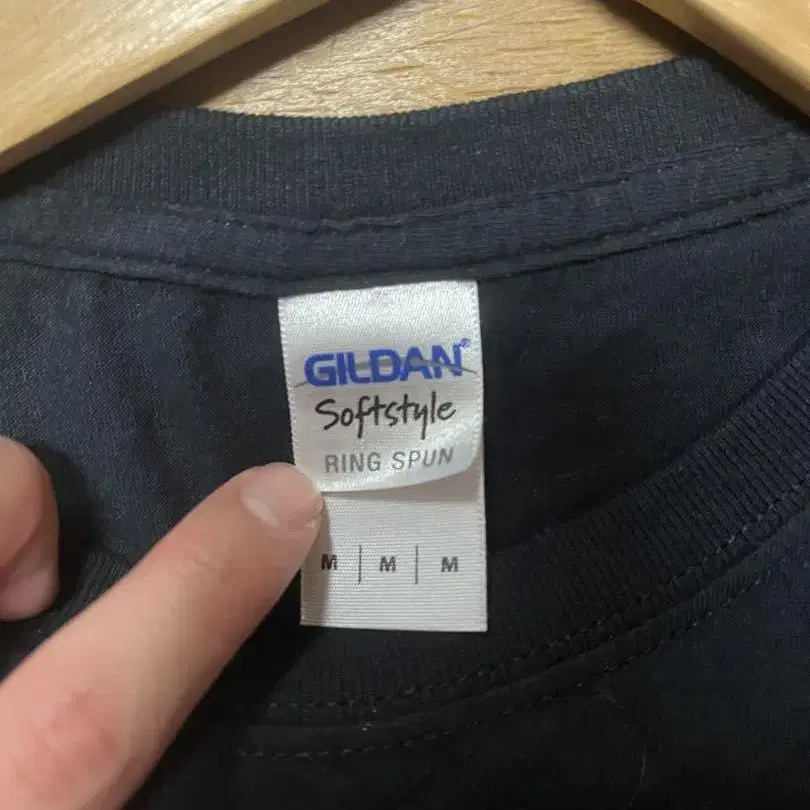 GILDAN®
Softstyle
RING SPUN
M | M | M